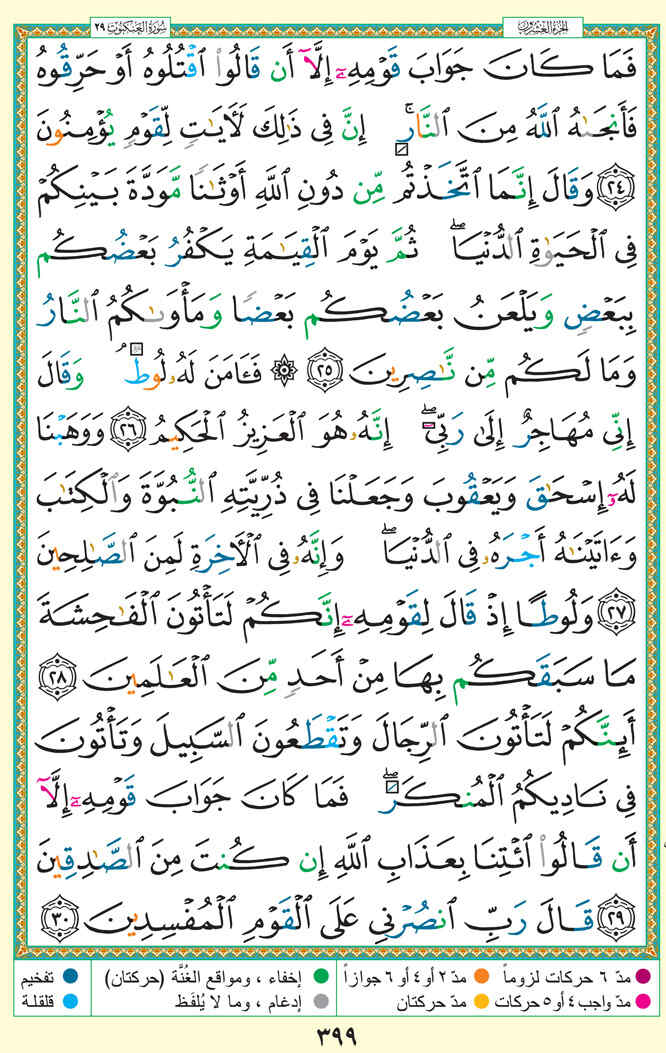 سورة العنكبوت ٢٩
الجزء العشرون
فَمَا كَانَ جَوَابَ قَوْمِهِۦٓ إِلَّآ أَن قَالُوا۟ ٱقْتُلُوهُ أَوْ حَرِّقُوهُ
فَأَنجَىٰهُ ٱللَّهُ مِنَ ٱلنَّارِ ۚ إِنَّ فِى ذَٰلِكَ لَـَٔايَـٰتٍ لِّقَوْمٍ يُؤْمِنُونَ
٢٤ وَقَالَ إِنَّمَا ٱتَّخَذْتُم مِّن دُونِ ٱللَّهِ أَوْثَـٰنًا مَّوَدَّةَ بَيْنِكُمْ
فِى ٱلْحَيَوٰةِ ٱلدُّنْيَا ۖ ثُمَّ يَوْمَ ٱلْقِيَـٰمَةِ يَكْفُرُ بَعْضُكُم
بِبَعْضٍ وَيَلْعَنُ بَعْضُكُم بَعْضًا وَمَأْوَىٰكُمُ ٱلنَّارُ
وَمَا لَكُم مِّن نَّـٰصِرِينَ ٢٥ ۞ فَـَٔامَنَ لَهُۥ لُوطٌ ۘ وَقَالَ
إِنِّى مُهَاجِرٌ إِلَىٰ رَبِّىٓ ۖ إِنَّهُۥ هُوَ ٱلْعَزِيزُ ٱلْحَكِيمُ ٢٦ وَوَهَبْنَا
لَهُۥٓ إِسْحَـٰقَ وَيَعْقُوبَ وَجَعَلْنَا فِى ذُرِّيَّتِهِ ٱلنُّبُوَّةَ وَٱلْكِتَـٰبَ
وَءَاتَيْنَـٰهُ أَجْرَهُۥ فِى ٱلدُّنْيَا ۖ وَإِنَّهُۥ فِى ٱلْـَٔاخِرَةِ لَمِنَ ٱلصَّـٰلِحِينَ
٢٧ وَلُوطًا إِذْ قَالَ لِقَوْمِهِۦٓ إِنَّكُمْ لَتَأْتُونَ ٱلْفَـٰحِشَةَ
مَا سَبَقَكُم بِهَا مِنْ أَحَدٍ مِّنَ ٱلْعَـٰلَمِينَ ٢٨
أَئِنَّكُمْ لَتَأْتُونَ ٱلرِّجَالَ وَتَقْطَعُونَ ٱلسَّبِيلَ وَتَأْتُونَ
فِى نَادِيكُمُ ٱلْمُنكَرَ ۖ فَمَا كَانَ جَوَابَ قَوْمِهِۦٓ إِلَّآ
أَن قَالُوا۟ ٱئْتِنَا بِعَذَابِ ٱللَّهِ إِن كُنتَ مِنَ ٱلصَّـٰدِقِينَ
٢٩ قَالَ رَبِّ ٱنصُرْنِى عَلَى ٱلْقَوْمِ ٱلْمُفْسِدِينَ ٣٠
مدّ ٦ حركات لزوماً مدّ ٢ أو ٤ أو ٦ جوازاً إخفاء ، ومواقع الغُنَّة (حركتان) تفخيم
مدّ واجب ٤ أو ٥ حركات مدّ حركتان إدغام ، وما لا يُلفَظ قلقلة
٣٩٩